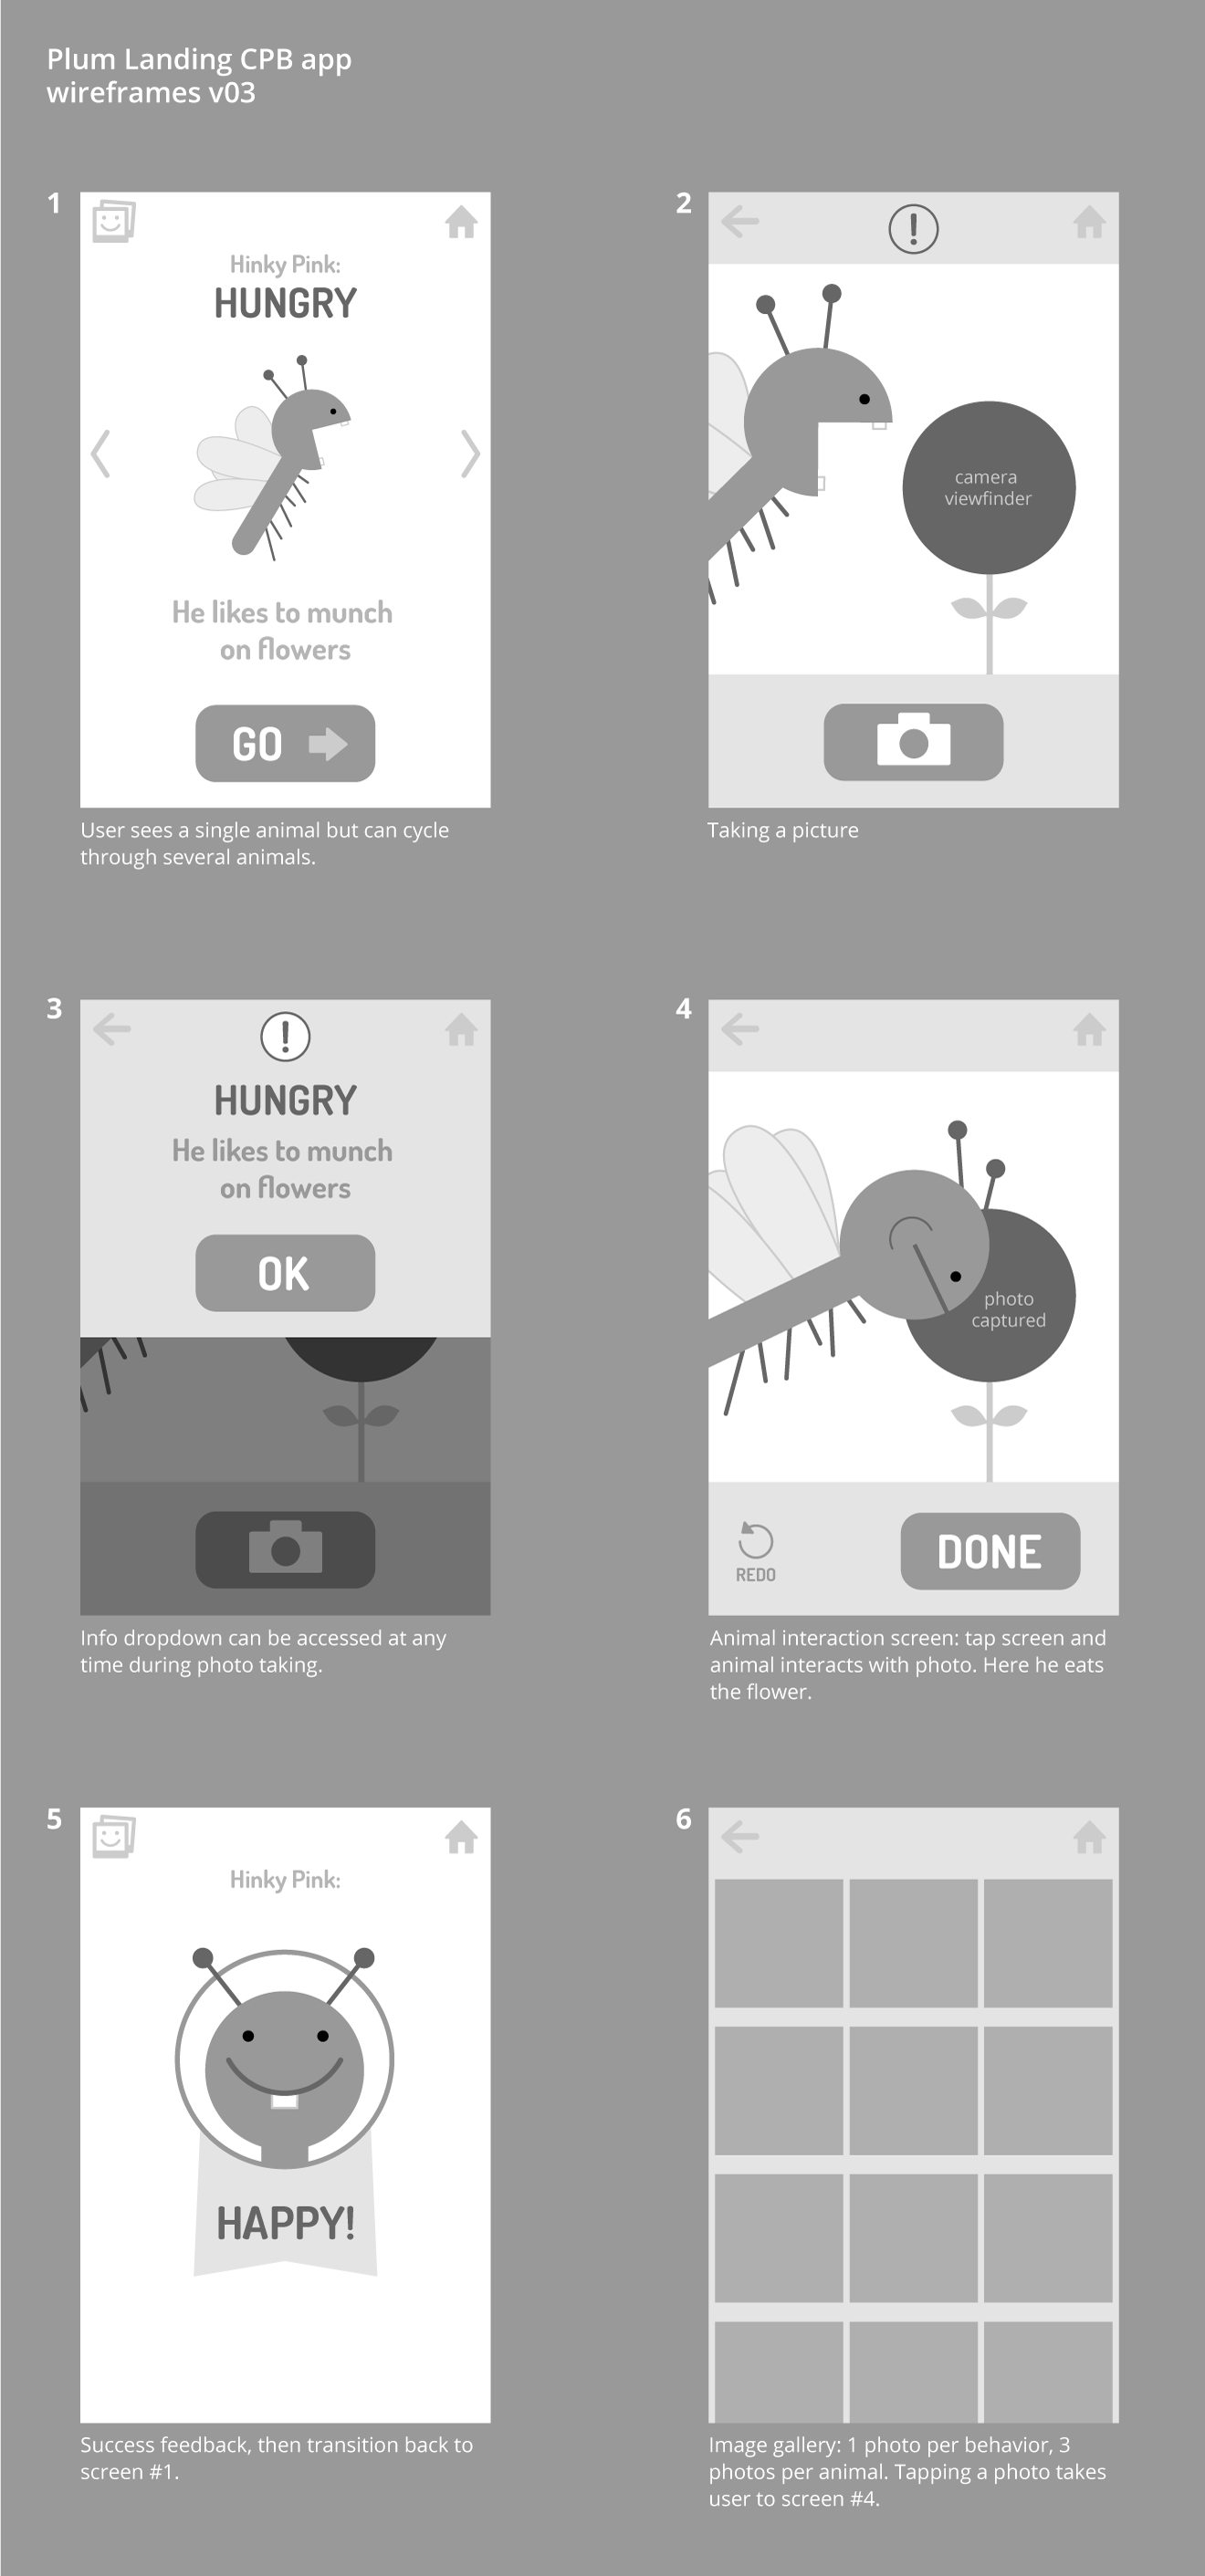 Plum Landing CPB app
wireframes v03
1
Hinky Pink:
HUNGRY
He likes to munch
on flowers
GO
User sees a single animal but can cycle
through several animals.
2
!
camera
viewfinder
Taking a picture
3
!
HUNGRY
He likes to munch
on flowers
OK
Info dropdown can be accessed at any
time during photo taking.
4
photo
captured
REDO
DONE
Animal interaction screen: tap screen and
animal interacts with photo. Here he eats
the flower.
5
Hinky Pink:
HAPPY!
Success feedback, then transition back to
screen #1.
6
Image gallery: 1 photo per behavior, 3
photos per animal. Tapping a photo takes
user to screen #4.